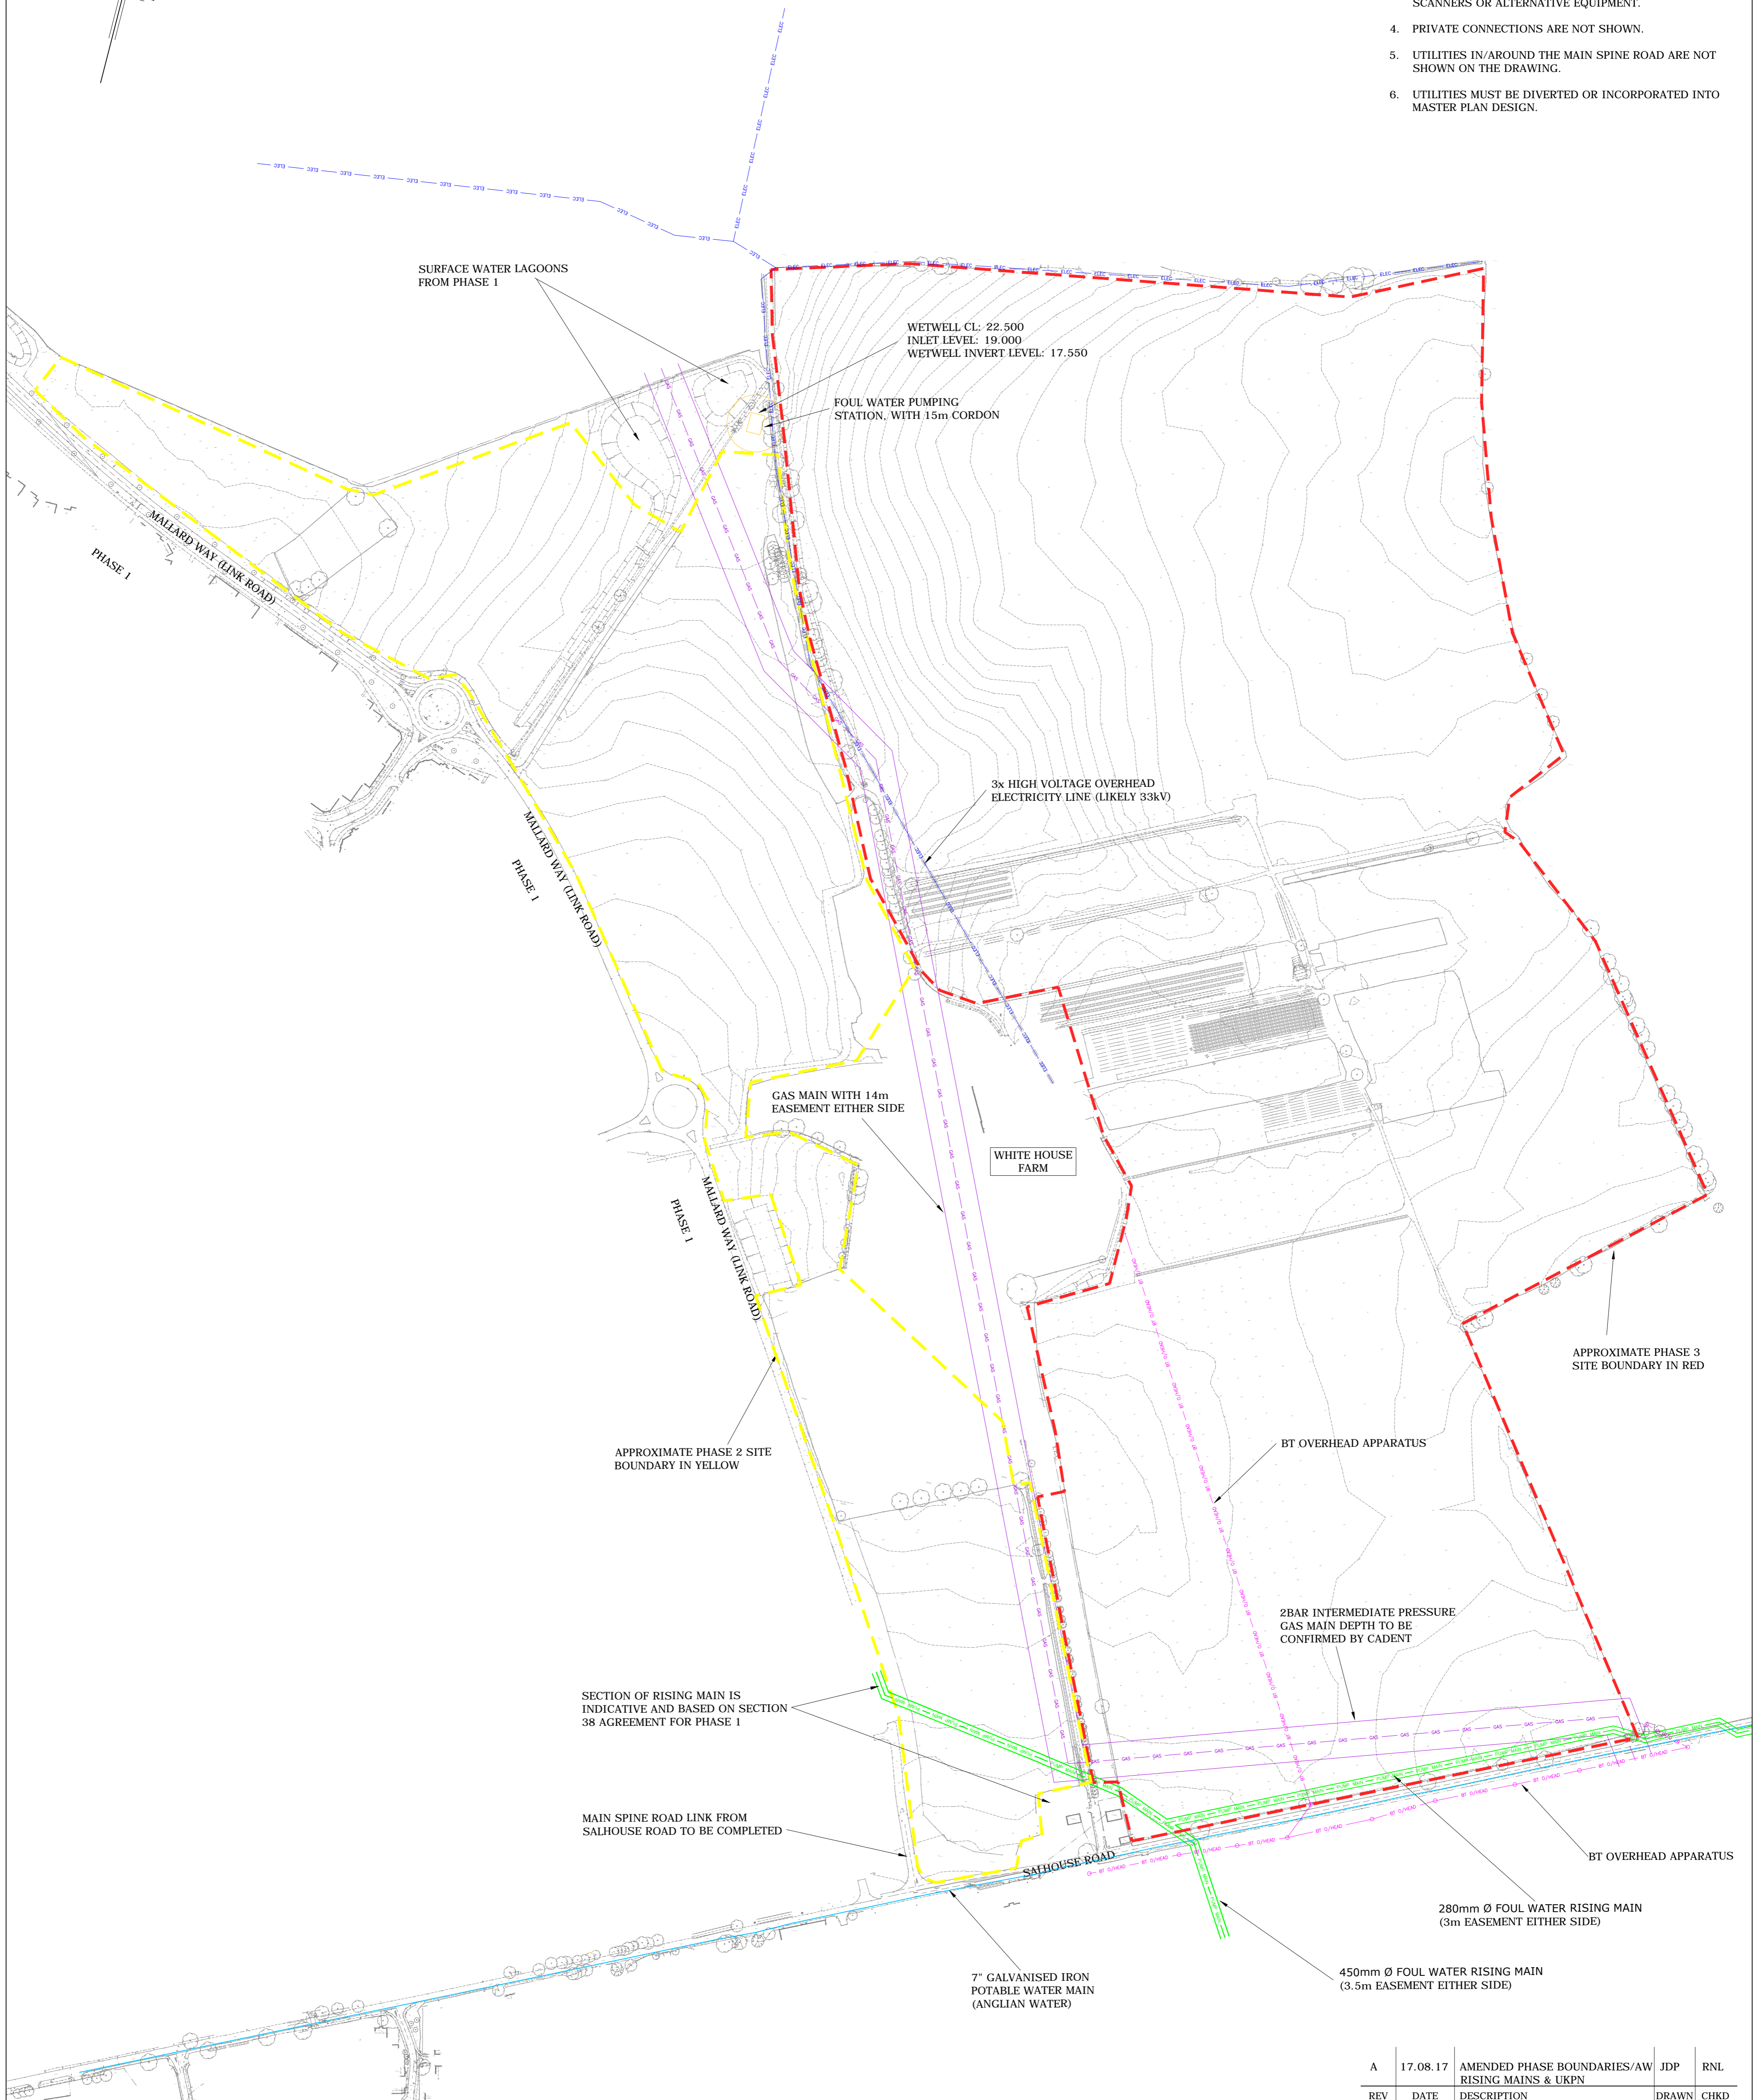 SCANNERS OR ALTERNATIVE EQUIPMENT.
4. PRIVATE CONNECTIONS ARE NOT SHOWN.
5. UTILITIES IN/AROUND THE MAIN SPINE ROAD ARE NOT
SHOWN ON THE DRAWING.
6. UTILITIES MUST BE DIVERTED OR INCORPORATED INTO
MASTER PLAN DESIGN.
SURFACE WATER LAGOONS
FROM PHASE 1
WETWELL CL: 22.500
INLET LEVEL: 19.000
WETWELL INVERT LEVEL: 17.550
FOUL WATER PUMPING
STATION, WITH 15m CORDON
MALLARD WAY (LINK ROAD)
PHASE 1
3x HIGH VOLTAGE OVERHEAD
ELECTRICITY LINE (LIKELY 33kV)
MALLARD WAY (LINK ROAD)
PHASE 1
GAS MAIN WITH 14m
EASEMENT EITHER SIDE
WHITE HOUSE
FARM
MALLARD WAY (LINK ROAD)
PHASE 1
APPROXIMATE PHASE 3
SITE BOUNDARY IN RED
BT OVERHEAD APPARATUS
APPROXIMATE PHASE 2 SITE
BOUNDARY IN YELLOW
2BAR INTERMEDIATE PRESSURE
GAS MAIN DEPTH TO BE
CONFIRMED BY CADENT
SECTION OF RISING MAIN IS
INDICATIVE AND BASED ON SECTION
38 AGREEMENT FOR PHASE 1
MAIN SPINE ROAD LINK FROM
SALHOUSE ROAD TO BE COMPLETED
SALHOUSE ROAD
BT OVERHEAD APPARATUS
280mm Ø FOUL WATER RISING MAIN
(3m EASEMENT EITHER SIDE)
450mm Ø FOUL WATER RISING MAIN
(3.5m EASEMENT EITHER SIDE)
7" GALVANISED IRON
POTABLE WATER MAIN
(ANGLIAN WATER)
A 17.08.17 AMENDED PHASE BOUNDARIES/AW JDP RNL
RISING MAINS & UKPN
REV DATE DESCRIPTION DRAWN CHKD